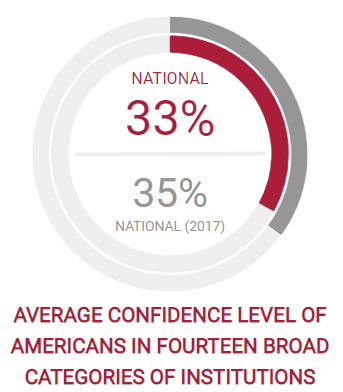 NATIONAL
33%
35%
NATIONAL (2017)
AVERAGE CONFIDENCE LEVEL OF
AMERICANS IN FOURTEEN BROAD
CATEGORIES OF INSTITUTIONS